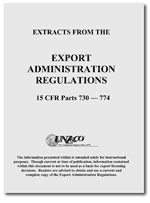 EXTRACTS FROM THE
EXPORT
ADMINISTRATION
REGULATIONS
15 CFR Parts 730 — 774
UNZ&CO
The information presented within is intended solely for instructional
purposes. Though current at time of publication, information contained
within this document is not to be used as a basis for export licensing
decisions. Readers are advised to obtain and use a current and
complete copy of the Export Administration Regulations.